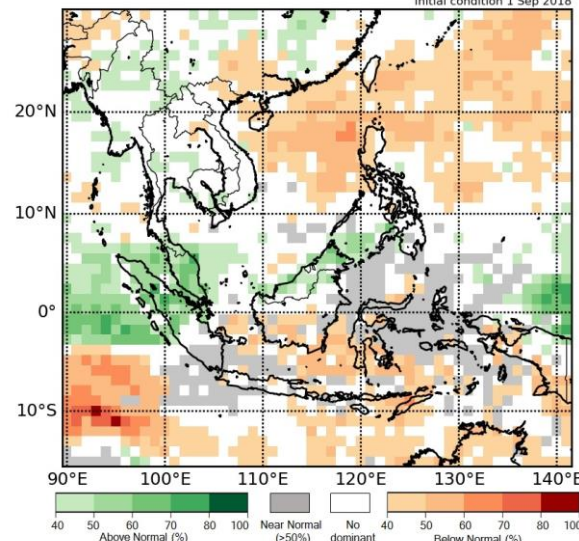 Initial condition 1 Sep 2018
20°N
10°N
0°
10°S
90°E 100°E 110°E 120°E 130°E 140°E
40 50 60 70 80 100 40 50 60 70 80 100
Above Normal (%) Near Normal (>50%) No dominant Below Normal (%)